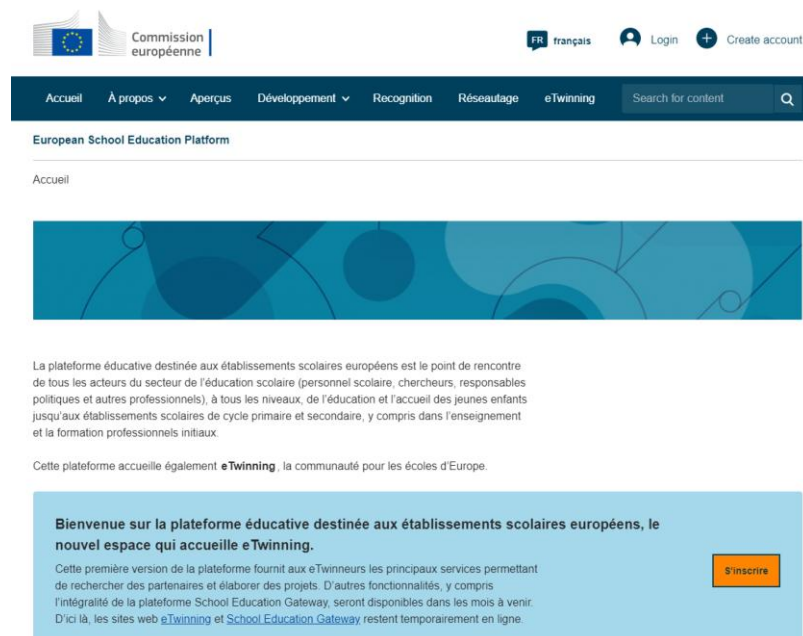 Commission
européenne
FR français Login Create account
Accueil À propos Aperçus Développement Recognition Réseautage eTwinning Search for content
European School Education Platform
Accueil
La plateforme éducative destinée aux établissements scolaires européens est le point de rencontre
de tous les acteurs du secteur de l'éducation scolaire (personnel scolaire, chercheurs, responsables
politiques et autres professionnels), à tous les niveaux, de l'éducation et l'accueil des jeunes enfants
jusqu'aux établissements scolaires de cycle primaire et secondaire, y compris dans l'enseignement
et la formation professionnels initiaux.
Cette plateforme accueille également eTwinning, la communauté pour les écoles d'Europe.
Bienvenue sur la plateforme éducative destinée aux établissements scolaires européens, le
nouvel espace qui accueille eTwinning.
Cette première version de la plateforme fournit aux eTwinneurs les principaux services permettant
de rechercher des partenaires et élaborer des projets. D'autres fonctionnalités, y compris
l'intégralité de la plateforme School Education Gateway, seront disponibles dans les mois à venir.
D'ici là, les sites web eTwinning et School Education Gateway restent temporairement en ligne.
S'inscrire